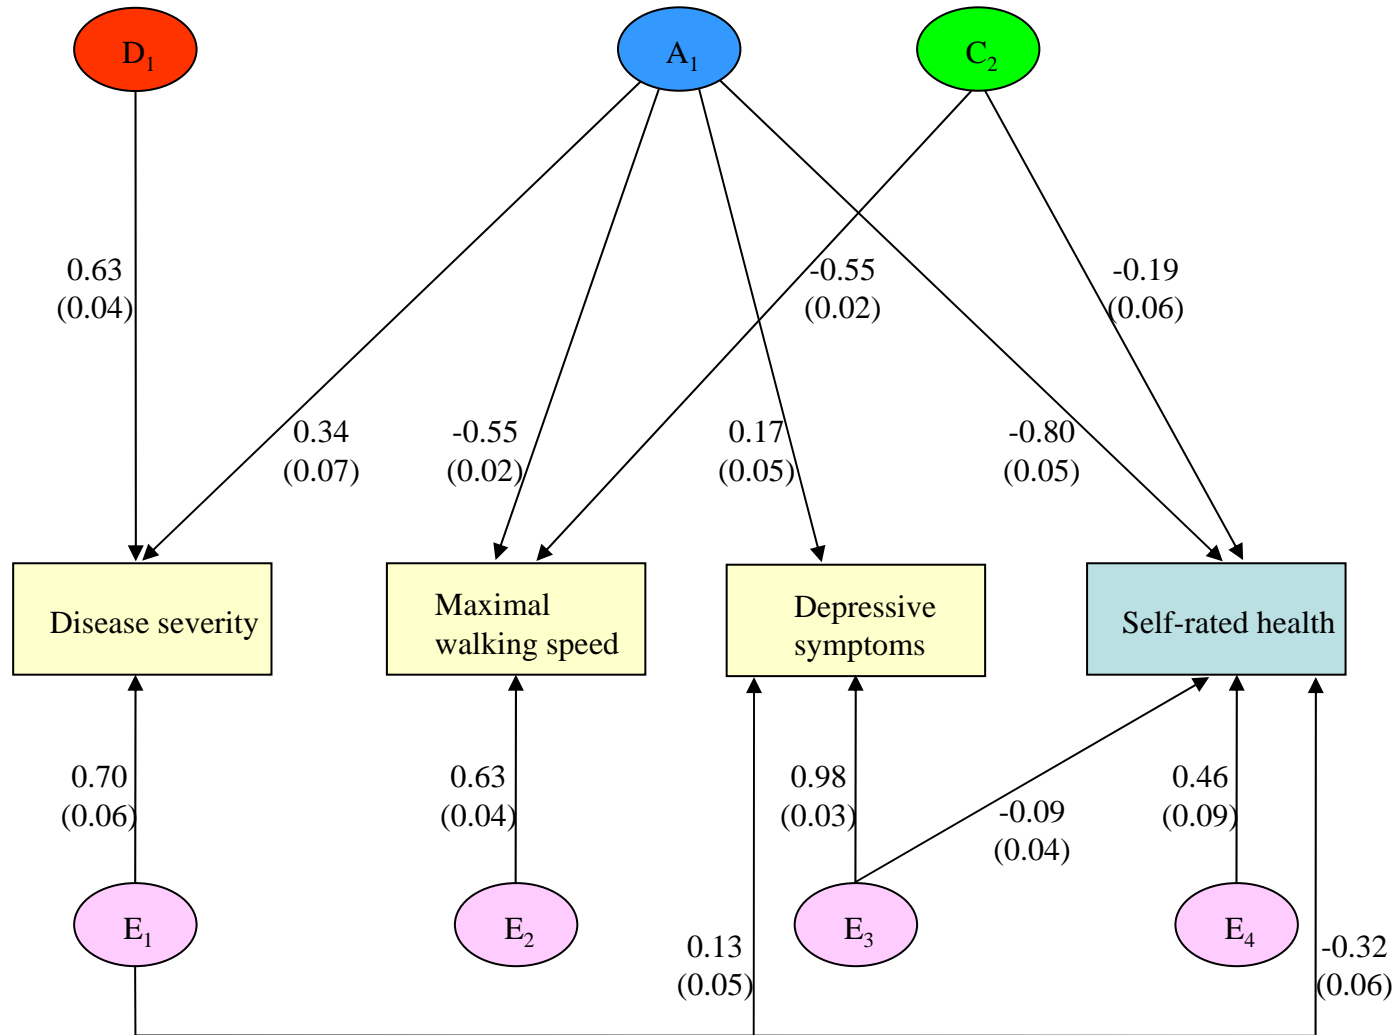 D1
A1
C2
0.63
(0.04)
-0.55
(0.02)
-0.19
(0.06)
0.34
(0.07)
-0.55
(0.02)
0.17
(0.05)
-0.80
(0.05)
Disease severity
Maximal
walking speed
Depressive
symptoms
Self-rated health
0.70
(0.06)
0.63
(0.04)
0.98
(0.03)
-0.09
(0.04)
0.46
(0.09)
E1
E2
E3
E4
0.13
(0.05)
-0.32
(0.06)